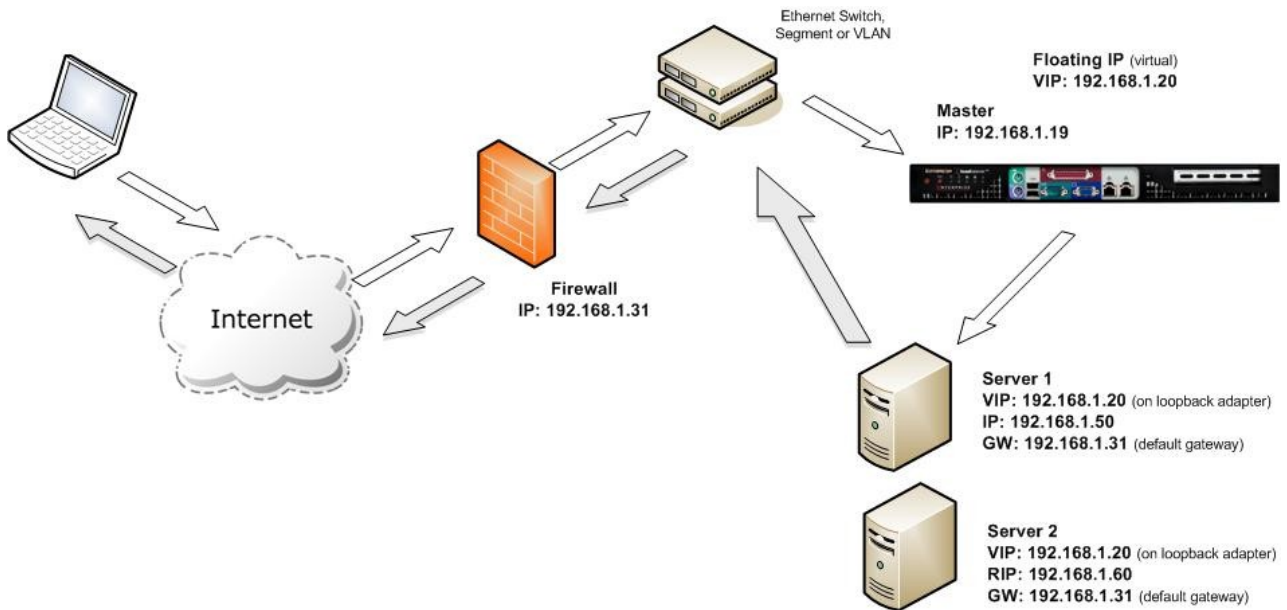 Ethernet Switch,
Segment or VLAN
Floating IP (virtual)
VIP: 192.168.1.20
Master
IP: 192.168.1.19
Internet
Firewall
IP: 192.168.1.31
Server 1
VIP: 192.168.1.20 (on loopback adapter)
IP: 192.168.1.50
GW: 192.168.1.31 (default gateway)
Server 2
VIP: 192.168.1.20 (on loopback adapter)
RIP: 192.168.1.60
GW: 192.168.1.31 (default gateway)